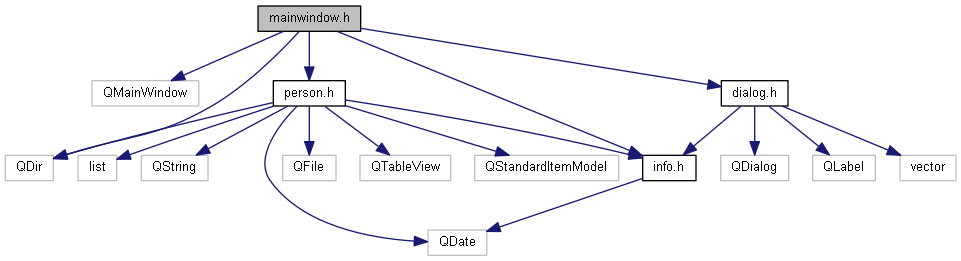 mainwindow.h
QMainWindow
person.h
dialog.h
QDir
list
QString
QFile
QTableView
QStandardItemModel
info.h
QDialog
QLabel
vector
QDate